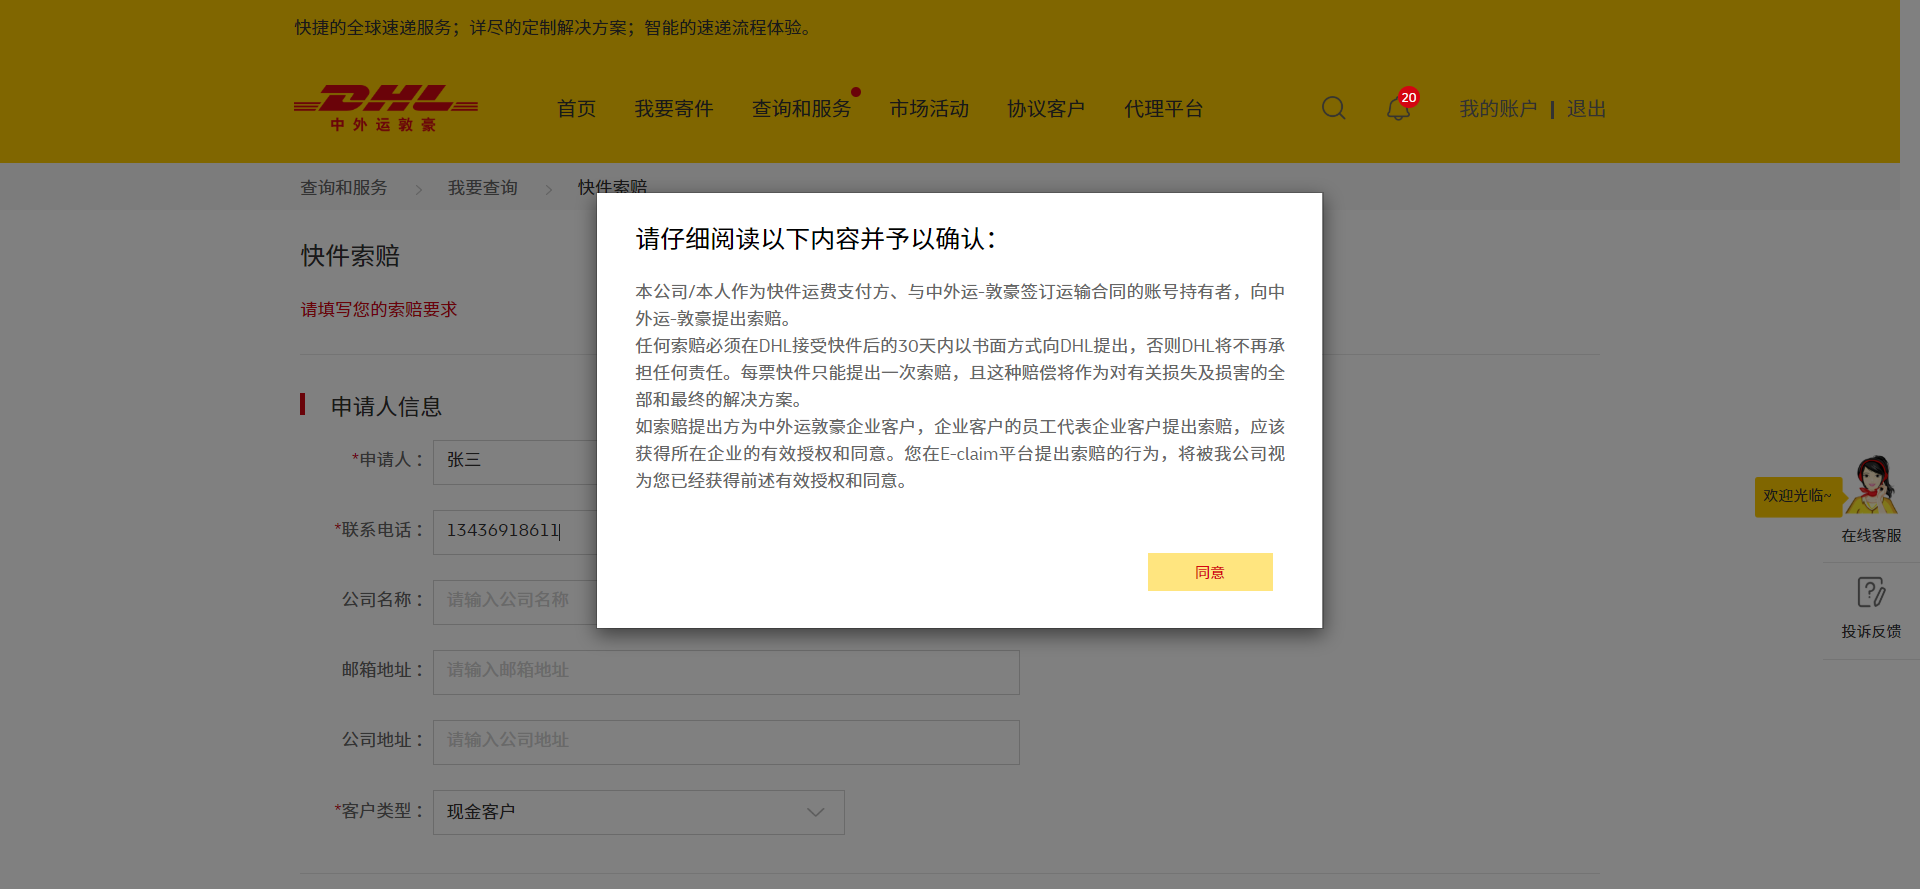 快捷的全球速递服务；详尽的定制解决方案；智能的速递流程体验。
DHL
中外运敦豪
首页 我要寄件 查询和服务 市场活动 协议客户 代理平台
20
我的账户 | 退出
查询和服务 > 我要查询 > 快件索赔
快件索赔
请填写您的索赔要求
申请人信息
*申请人： 张三
*联系电话： 13436918611
公司名称： 请输入公司名称
邮箱地址： 请输入邮箱地址
公司地址： 请输入公司地址
*客户类型： 现金客户
请仔细阅读以下内容并予以确认：
本公司/本人作为快件运费支付方、与中外运-敦豪签订运输合同的账号持有者，向中
外运-敦豪提出索赔。
任何索赔必须在DHL接受快件后的30天内以书面方式向DHL提出，否则DHL将不再承
担任何责任。每票快件只能提出一次索赔，且这种赔偿将作为对有关损失及损害的全
部和最终的解决方案。
如索赔提出方为中外运敦豪企业客户，企业客户的员工代表企业客户提出索赔，应该
获得所在企业的有效授权和同意。您在E-claim平台提出索赔的行为，将被我公司视
为您已经获得前述有效授权和同意。
同意
欢迎光临~
在线客服
投诉反馈